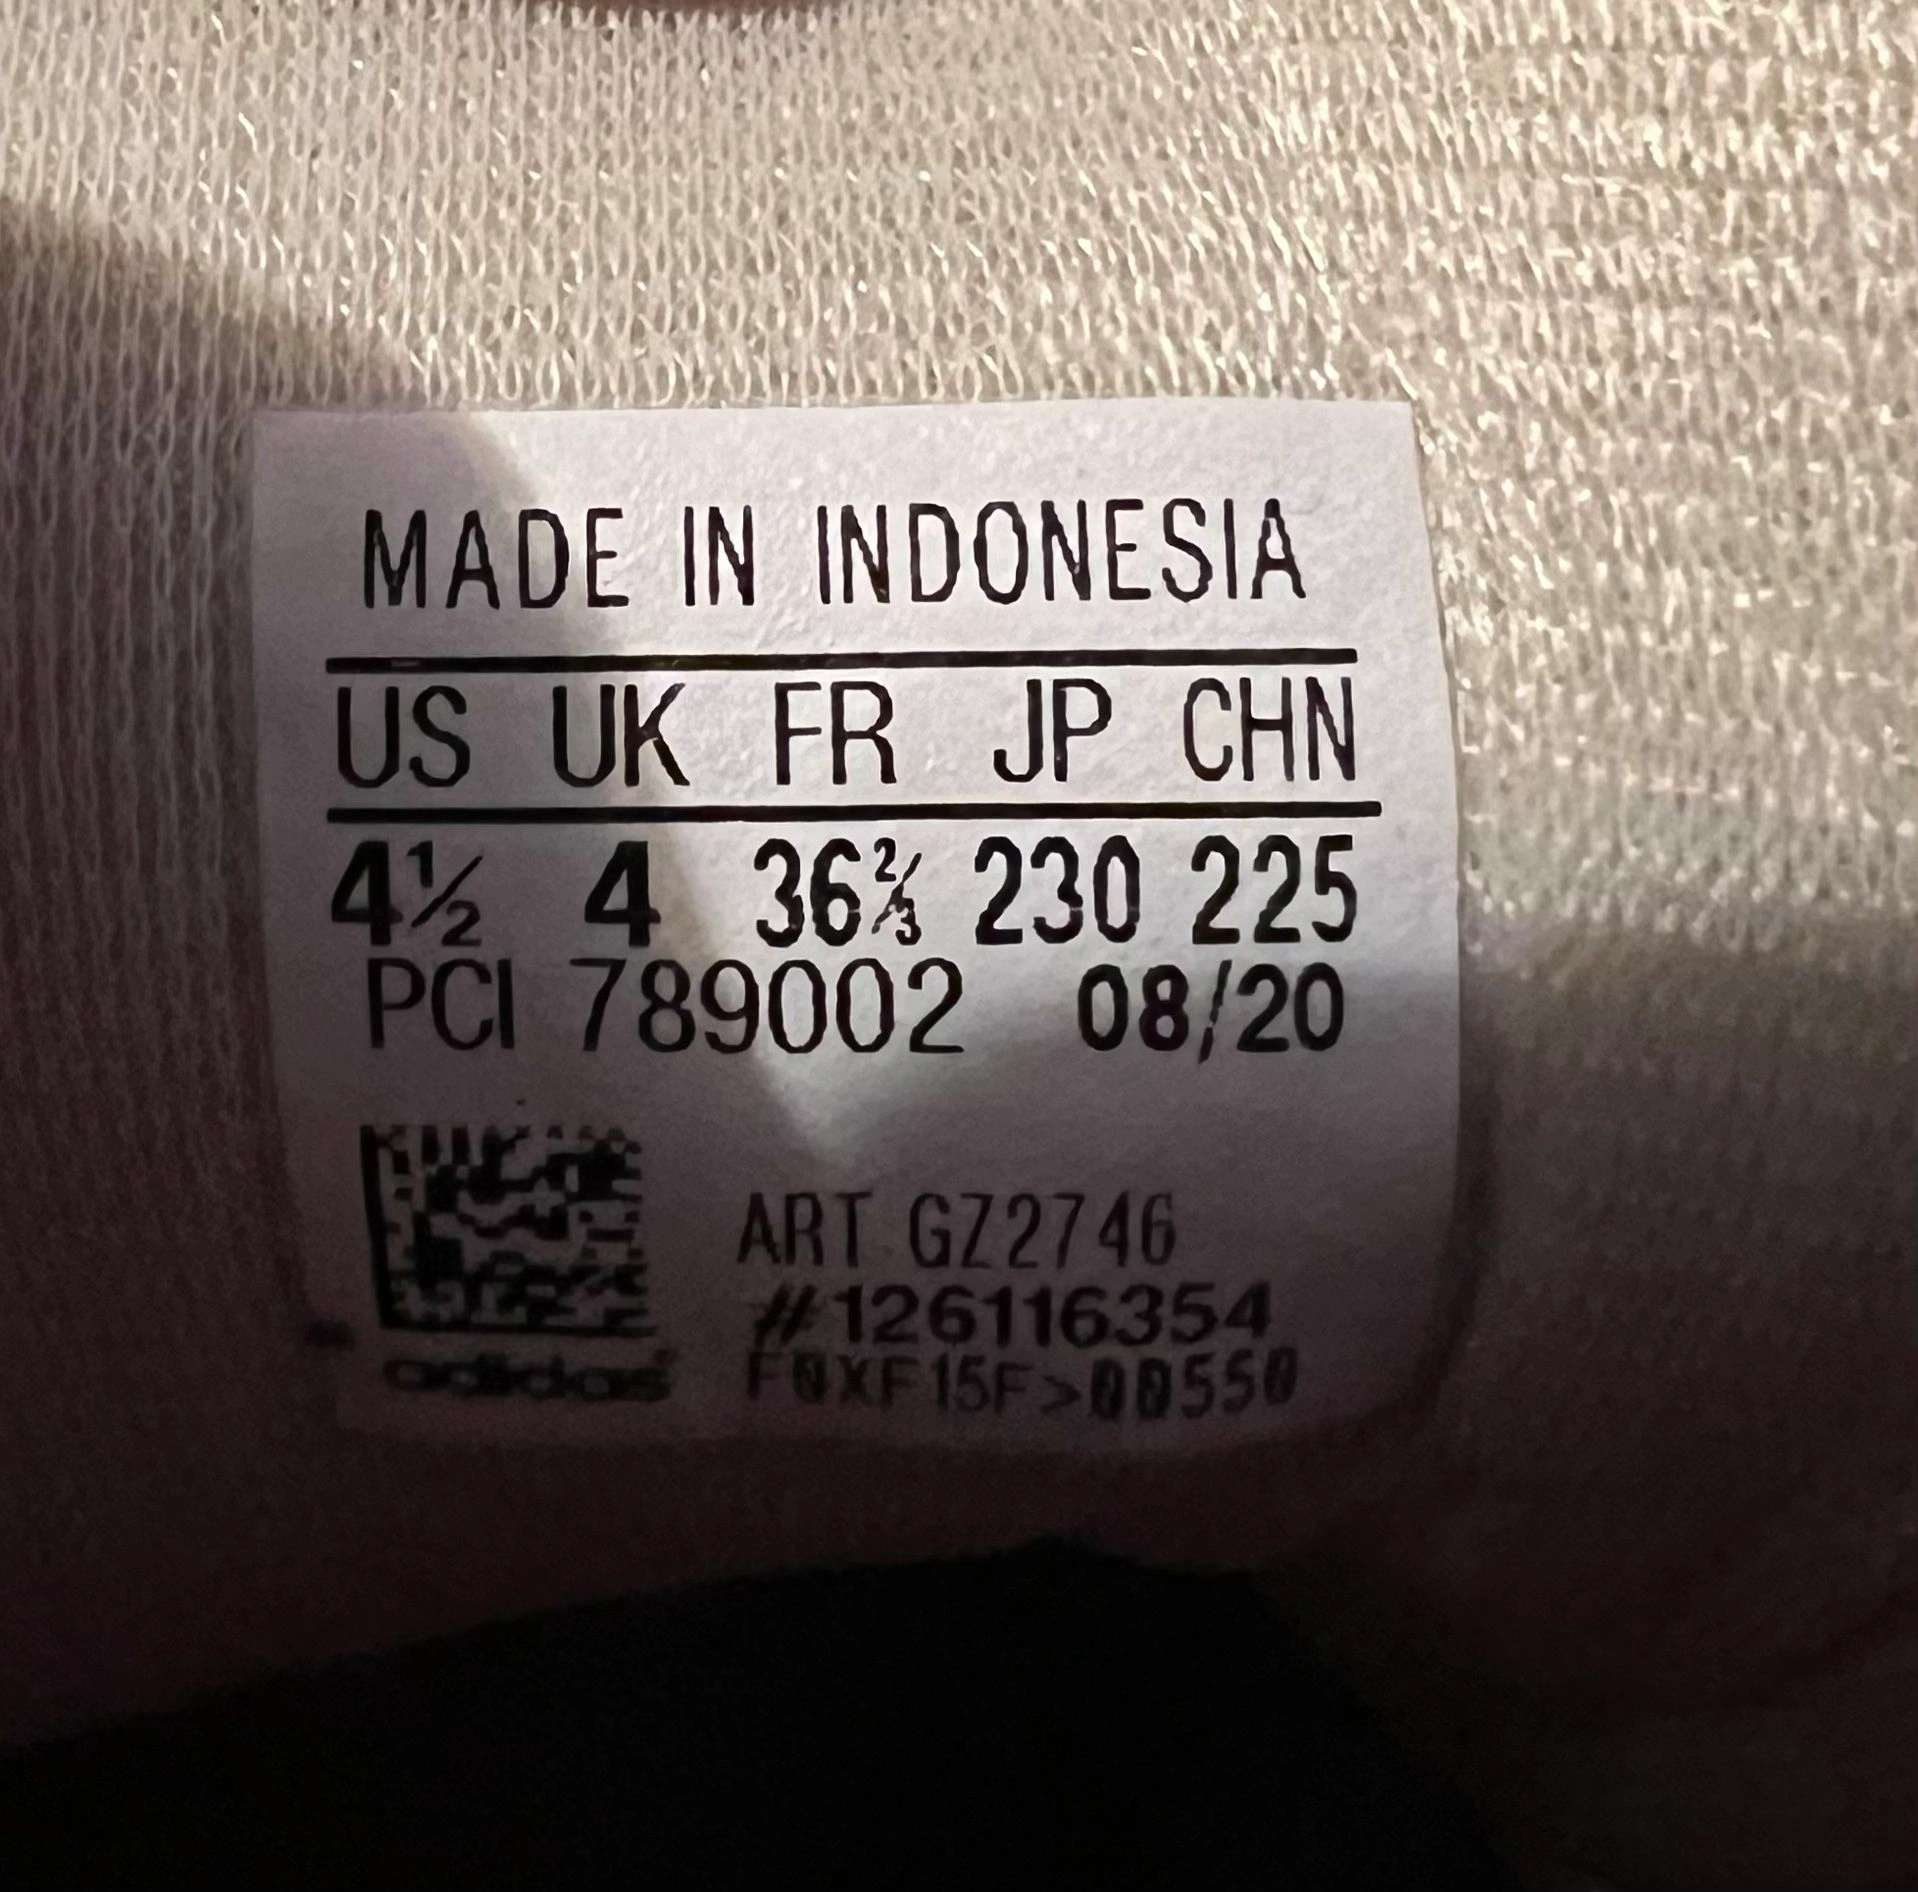 MADE IN INDONESIA
US UK FR JP CHN
4½ 4 36⅔ 230 225
PCI 789002 08/20
ART GZ2746
#126116354
F0XF15F>00550
adidas